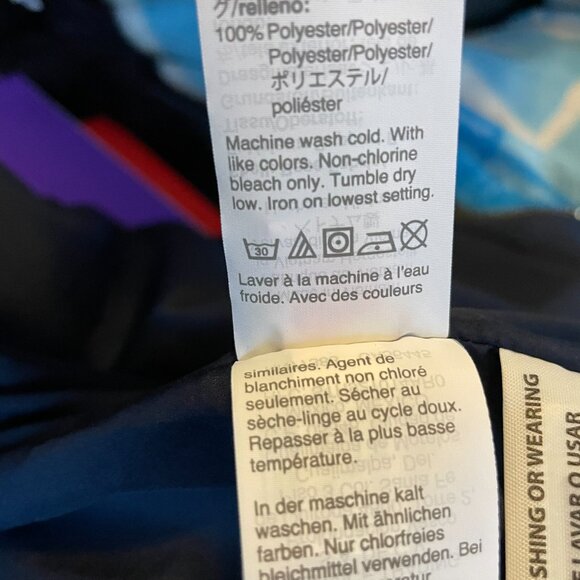 グ/relleno:
100% Polyester/Polyester/
Polyester/Polyester/
ポリエステル/
poliéster
Machine wash cold. With
like colors. Non-chlorine
bleach only. Tumble dry
low. Iron on lowest setting.
30
Laver à la machine à l'eau
froide. Avec des couleurs
similaires. Agent de
blanchiment non chloré
seulement. Sécher au
sèche-linge au cycle doux.
Repasser à la plus basse
température.
In der maschine kalt
waschen. Mit ähnlichen
farben. Nur chlorfreies
bleichmittel verwenden. Bei
SHING OR WEARING
AVAR O USAR